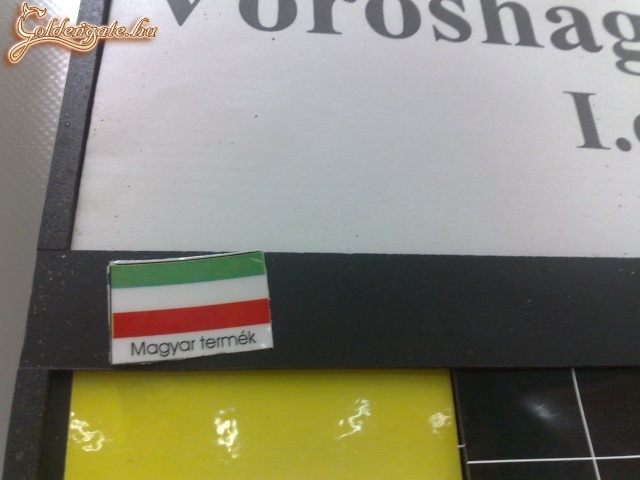 Goldengate.hu
Vöröshag
I.
Magyar termék